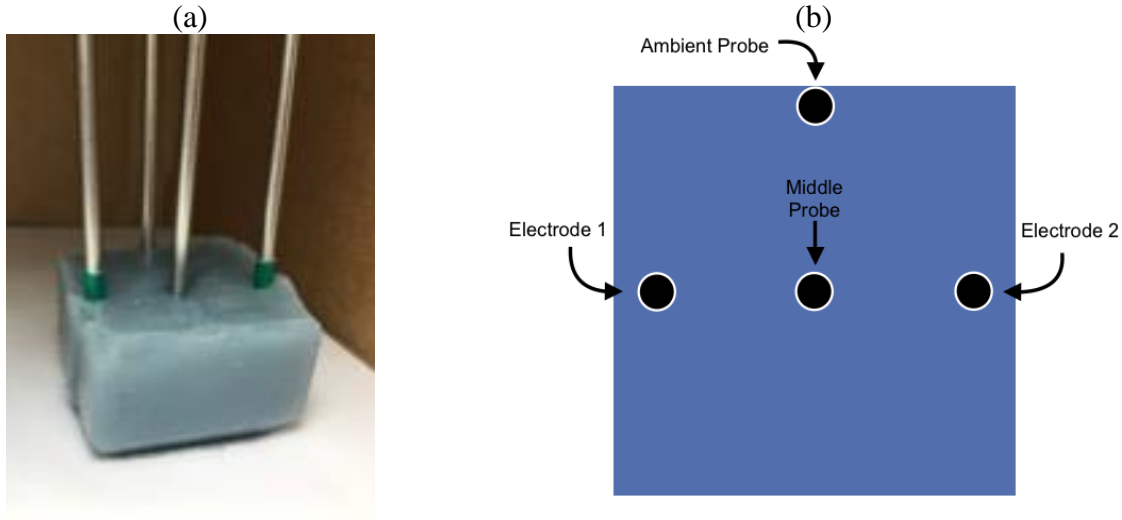 (a)
(b)
Ambient Probe
Middle
Probe
Electrode 1
Electrode 2